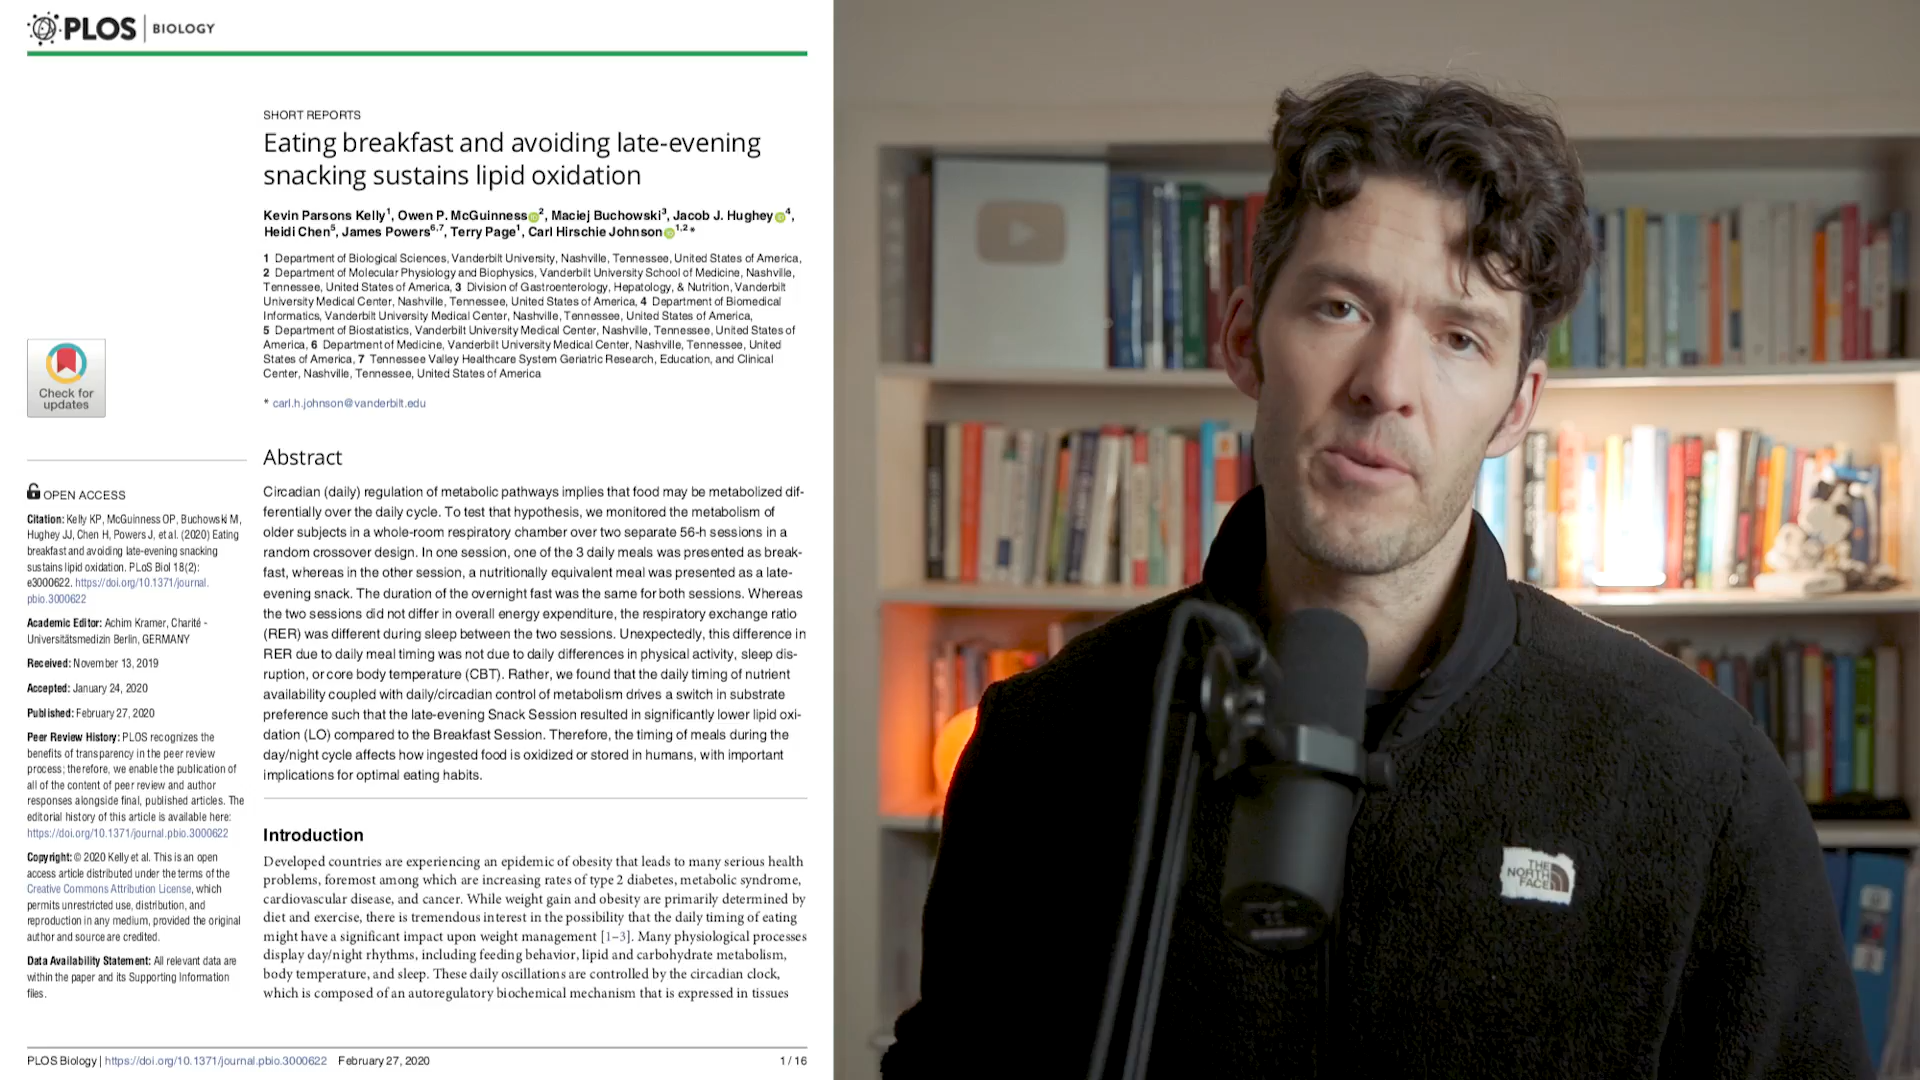 PLOS | BIOLOGY
SHORT REPORTS
Eating breakfast and avoiding late-evening
snacking sustains lipid oxidation
Kevin Parsons Kelly1, Owen P. McGuinness2, Maciej Buchowski3, Jacob J. Hughey4,
Heidi Chen5, James Powers6,7, Terry Page1, Carl Hirschie Johnson1,2*
1 Department of Biological Sciences, Vanderbilt University, Nashville, Tennessee, United States of America,
2 Department of Molecular Physiology and Biophysics, Vanderbilt University School of Medicine, Nashville,
Tennessee, United States of America, 3 Division of Gastroenterology, Hepatology, & Nutrition, Vanderbilt
University Medical Center, Nashville, Tennessee, United States of America, 4 Department of Biomedical
Informatics, Vanderbilt University Medical Center, Nashville, Tennessee, United States of America,
5 Department of Biostatistics, Vanderbilt University Medical Center, Nashville, Tennessee, United States of
America, 6 Department of Medicine, Vanderbilt University Medical Center, Nashville, Tennessee, United
States of America, 7 Tennessee Valley Healthcare System Geriatric Research, Education, and Clinical
Center, Nashville, Tennessee, United States of America
* carl.h.johnson@vanderbilt.edu
Check for
updates
OPEN ACCESS
Citation: Kelly KP, McGuinness OP, Buchowski M,
Hughey JJ, Chen H, Powers J, et al. (2020) Eating
breakfast and avoiding late-evening snacking
sustains lipid oxidation. PLoS Biol 18(2):
e3000622. https://doi.org/10.1371/journal.
pbio.3000622
Academic Editor: Achim Kramer, Charité -
Universitätsmedizin Berlin, GERMANY
Received: November 13, 2019
Accepted: January 24, 2020
Published: February 27, 2020
Peer Review History: PLOS recognizes the
benefits of transparency in the peer review
process; therefore, we enable the publication of
all of the content of peer review and author
responses alongside final, published articles. The
editorial history of this article is available here:
https://doi.org/10.1371/journal.pbio.3000622
Copyright: © 2020 Kelly et al. This is an open
access article distributed under the terms of the
Creative Commons Attribution License, which
permits unrestricted use, distribution, and
reproduction in any medium, provided the original
author and source are credited.
Data Availability Statement: All relevant data are
within the paper and its Supporting Information
files.
Abstract
Circadian (daily) regulation of metabolic pathways implies that food may be metabolized dif-
ferentially over the daily cycle. To test that hypothesis, we monitored the metabolism of
older subjects in a whole-room respiratory chamber over two separate 56-h sessions in a
random crossover design. In one session, one of the 3 daily meals was presented as break-
fast, whereas in the other session, a nutritionally equivalent meal was presented as a late-
evening snack. The duration of the overnight fast was the same for both sessions. Whereas
the two sessions did not differ in overall energy expenditure, the respiratory exchange ratio
(RER) was different during sleep between the two sessions. Unexpectedly, this difference in
RER due to daily meal timing was not due to daily differences in physical activity, sleep dis-
ruption, or core body temperature (CBT). Rather, we found that the daily timing of nutrient
availability coupled with daily/circadian control of metabolism drives a switch in substrate
preference such that the late-evening Snack Session resulted in significantly lower lipid oxi-
dation (LO) compared to the Breakfast Session. Therefore, the timing of meals during the
day/night cycle affects how ingested food is oxidized or stored in humans, with important
implications for optimal eating habits.
Introduction
Developed countries are experiencing an epidemic of obesity that leads to many serious health
problems, foremost among which are increasing rates of type 2 diabetes, metabolic syndrome,
cardiovascular disease, and cancer. While weight gain and obesity are primarily determined by
diet and exercise, there is tremendous interest in the possibility that the daily timing of eating
might have a significant impact upon weight management [1–3]. Many physiological processes
display day/night rhythms, including feeding behavior, lipid and carbohydrate metabolism,
body temperature, and sleep. These daily oscillations are controlled by the circadian clock,
which is composed of an autoregulatory biochemical mechanism that is expressed in tissues
PLOS Biology | https://doi.org/10.1371/journal.pbio.3000622 February 27, 2020
1 / 16
THE
NORTH
FACE